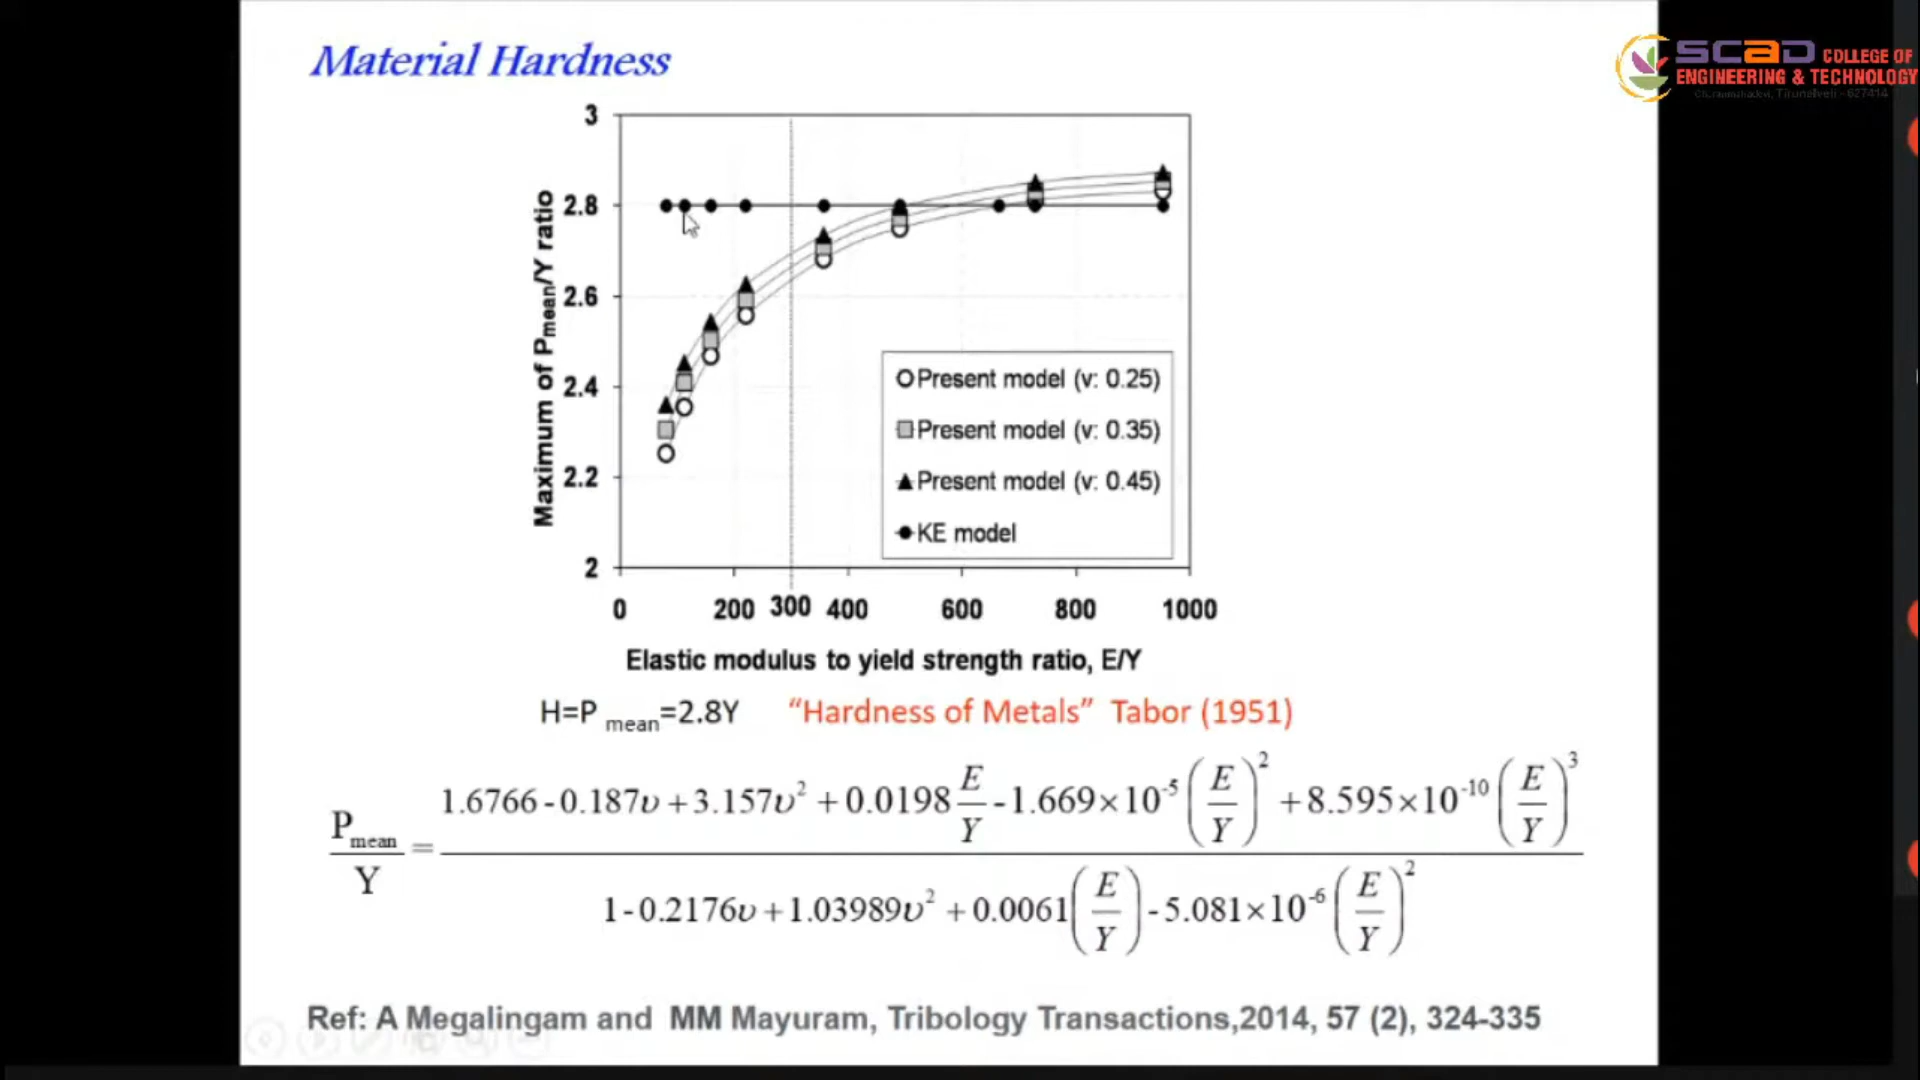 Material Hardness
SCAD COLLEGE OF
ENGINEERING & TECHNOLOGY
Tirunelveli - 627414
3
2.8
2.6
2.4
2.2
2
Maximum of Pmean/Y ratio
Present model (v: 0.25)
Present model (v: 0.35)
Present model (v: 0.45)
KE model
0 200 300 400 600 800 1000
Elastic modulus to yield strength ratio, E/Y
H=P mean=2.8Y “Hardness of Metals” Tabor (1951)
Pmean/Y = 
1.6766 - 0.187υ + 3.157υ² + 0.0198 E/Y - 1.669×10⁻⁵ (E/Y)² + 8.595×10⁻¹⁰ (E/Y)³
1 - 0.2176υ + 1.03989υ² + 0.0061(E/Y) - 5.081×10⁻⁶ (E/Y)²
Ref: A Megalingam and MM Mayuram, Tribology Transactions,2014, 57 (2), 324-335